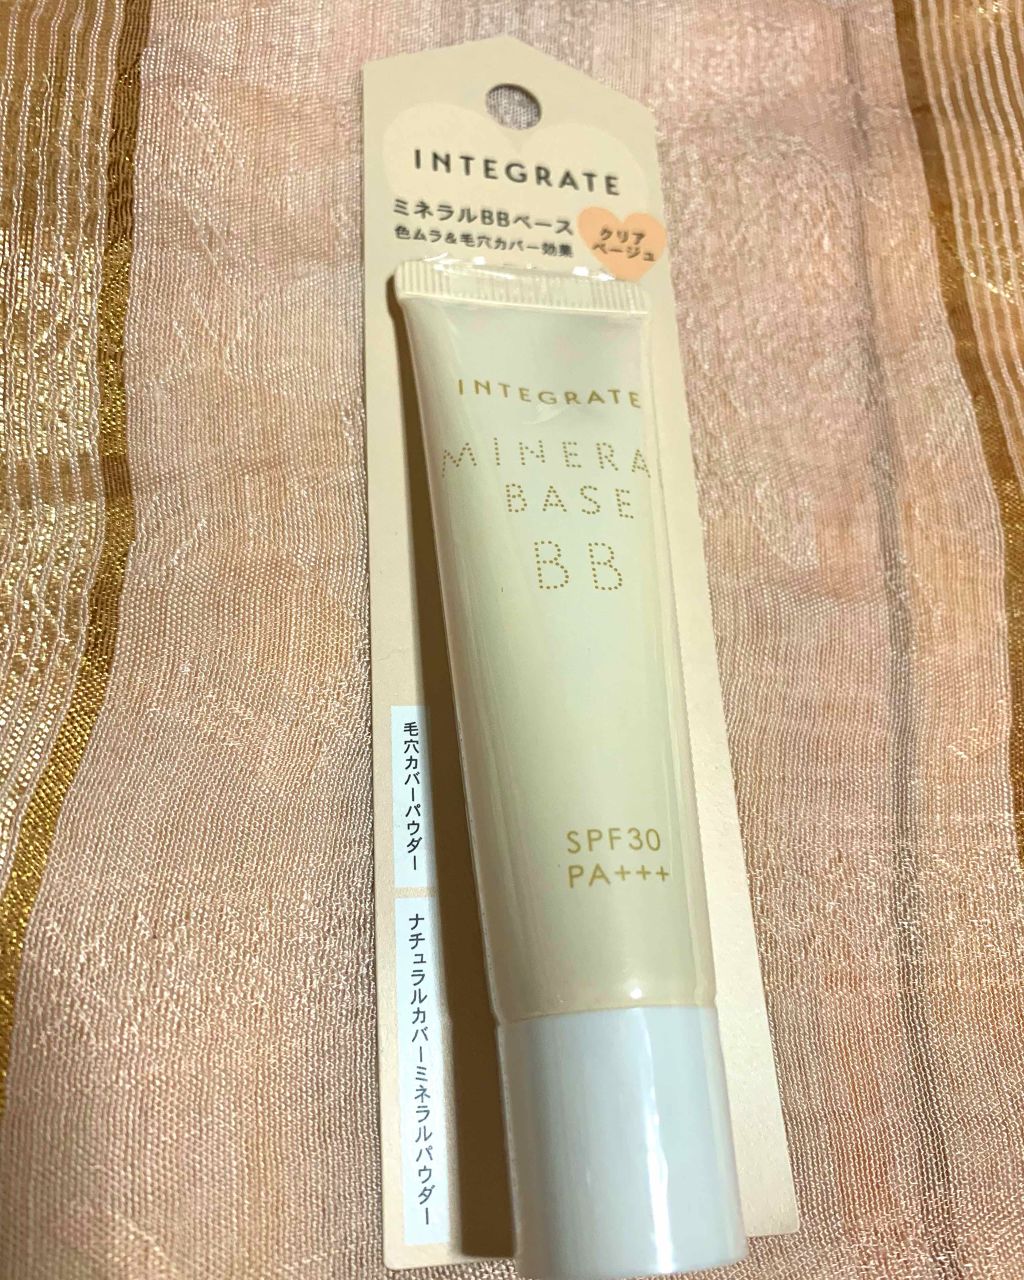 INTEGRATE
ミネラルBBベース
色ムラ&毛穴カバー効果
クリア
ベージュ
INTEGRATE
MINERA
BASE
BB
SPF30
PA+++
毛穴カバーパウダー
ナチュラルカバーミネラルパウダー